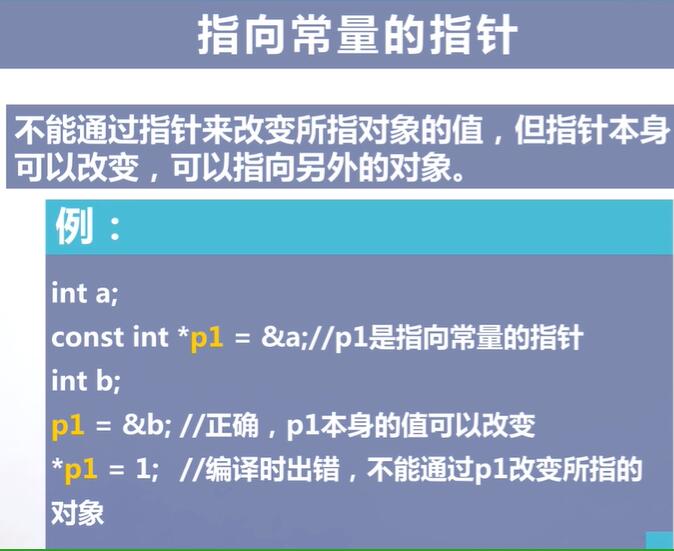 指向常量的指针
不能通过指针来改变所指对象的值，但指针本身
可以改变，可以指向另外的对象。
例：
int a;
const int *p1 = &a;//p1是指向常量的指针
int b;
p1 = &b; //正确，p1本身的值可以改变
*p1 = 1; //编译时出错，不能通过p1改变所指的
对象